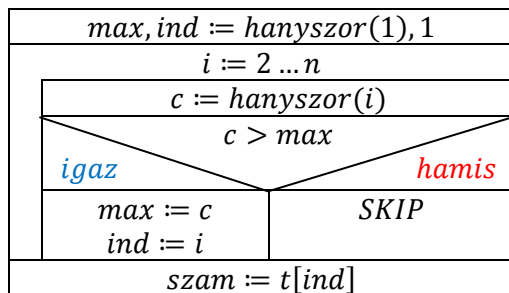 max, ind ≔ hanyszor(1), 1
i ≔ 2 … n
c ≔ hanyszor(i)
c > max
igaz hamis
max ≔ c SKIP
ind ≔ i
szam ≔ t[ind]